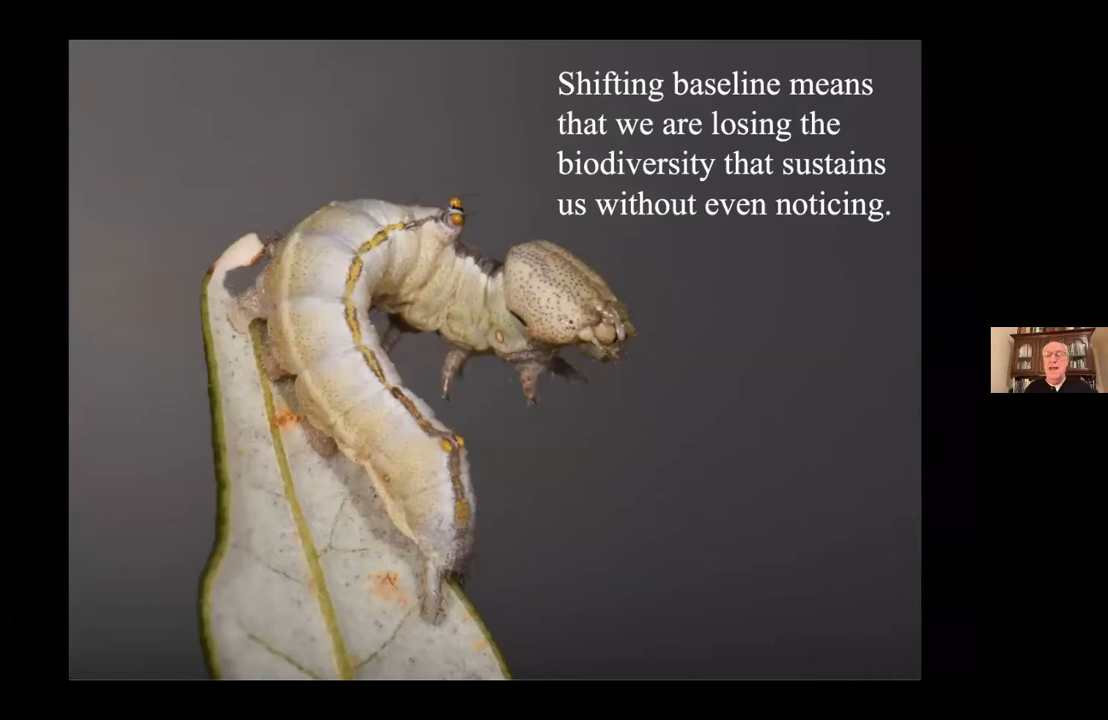 Shifting baseline means
that we are losing the
biodiversity that sustains
us without even noticing.